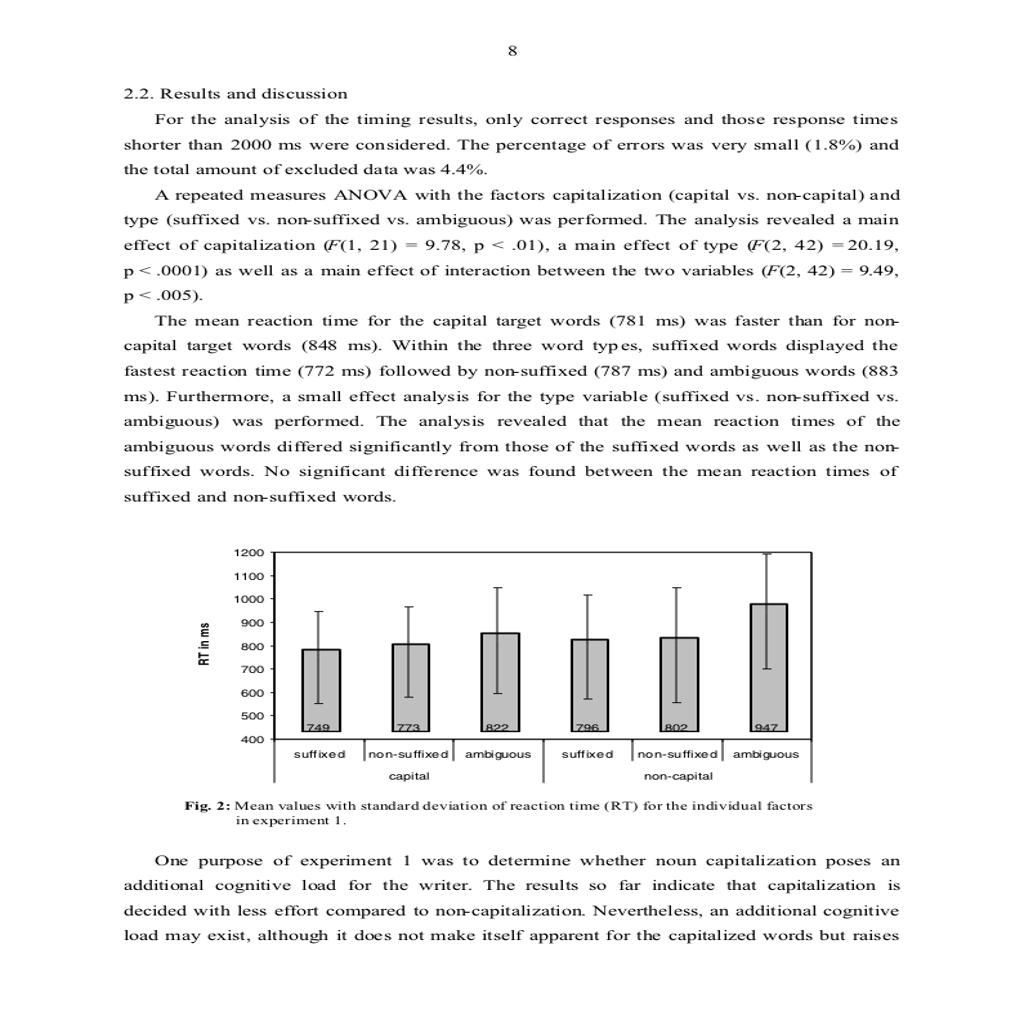 8
2.2. Results and discussion
For the analysis of the timing results, only correct responses and those response times
shorter than 2000 ms were considered. The percentage of errors was very small (1.8%) and
the total amount of excluded data was 4.4%.
A repeated measures ANOVA with the factors capitalization (capital vs. non-capital) and
type (suffixed vs. non-suffixed vs. ambiguous) was performed. The analysis revealed a main
effect of capitalization (F(1, 21) = 9.78, p < .01), a main effect of type (F(2, 42) = 20.19,
p < .0001) as well as a main effect of interaction between the two variables (F(2, 42) = 9.49,
p < .005).
The mean reaction time for the capital target words (781 ms) was faster than for non-
capital target words (848 ms). Within the three word types, suffixed words displayed the
fastest reaction time (772 ms) followed by non-suffixed (787 ms) and ambiguous words (883
ms). Furthermore, a small effect analysis for the type variable (suffixed vs. non-suffixed vs.
ambiguous) was performed. The analysis revealed that the mean reaction times of the
ambiguous words differed significantly from those of the suffixed words as well as the non-
suffixed words. No significant difference was found between the mean reaction times of
suffixed and non-suffixed words.
1200
1100
1000
900
800
700
600
500
400
RT in ms
749 773 822 796 802 947
suffixed non-suffixed ambiguous suffixed non-suffixed ambiguous
capital non-capital
Fig. 2: Mean values with standard deviation of reaction time (RT) for the individual factors
in experiment 1.
One purpose of experiment 1 was to determine whether noun capitalization poses an
additional cognitive load for the writer. The results so far indicate that capitalization is
decided with less effort compared to non-capitalization. Nevertheless, an additional cognitive
load may exist, although it does not make itself apparent for the capitalized words but raises